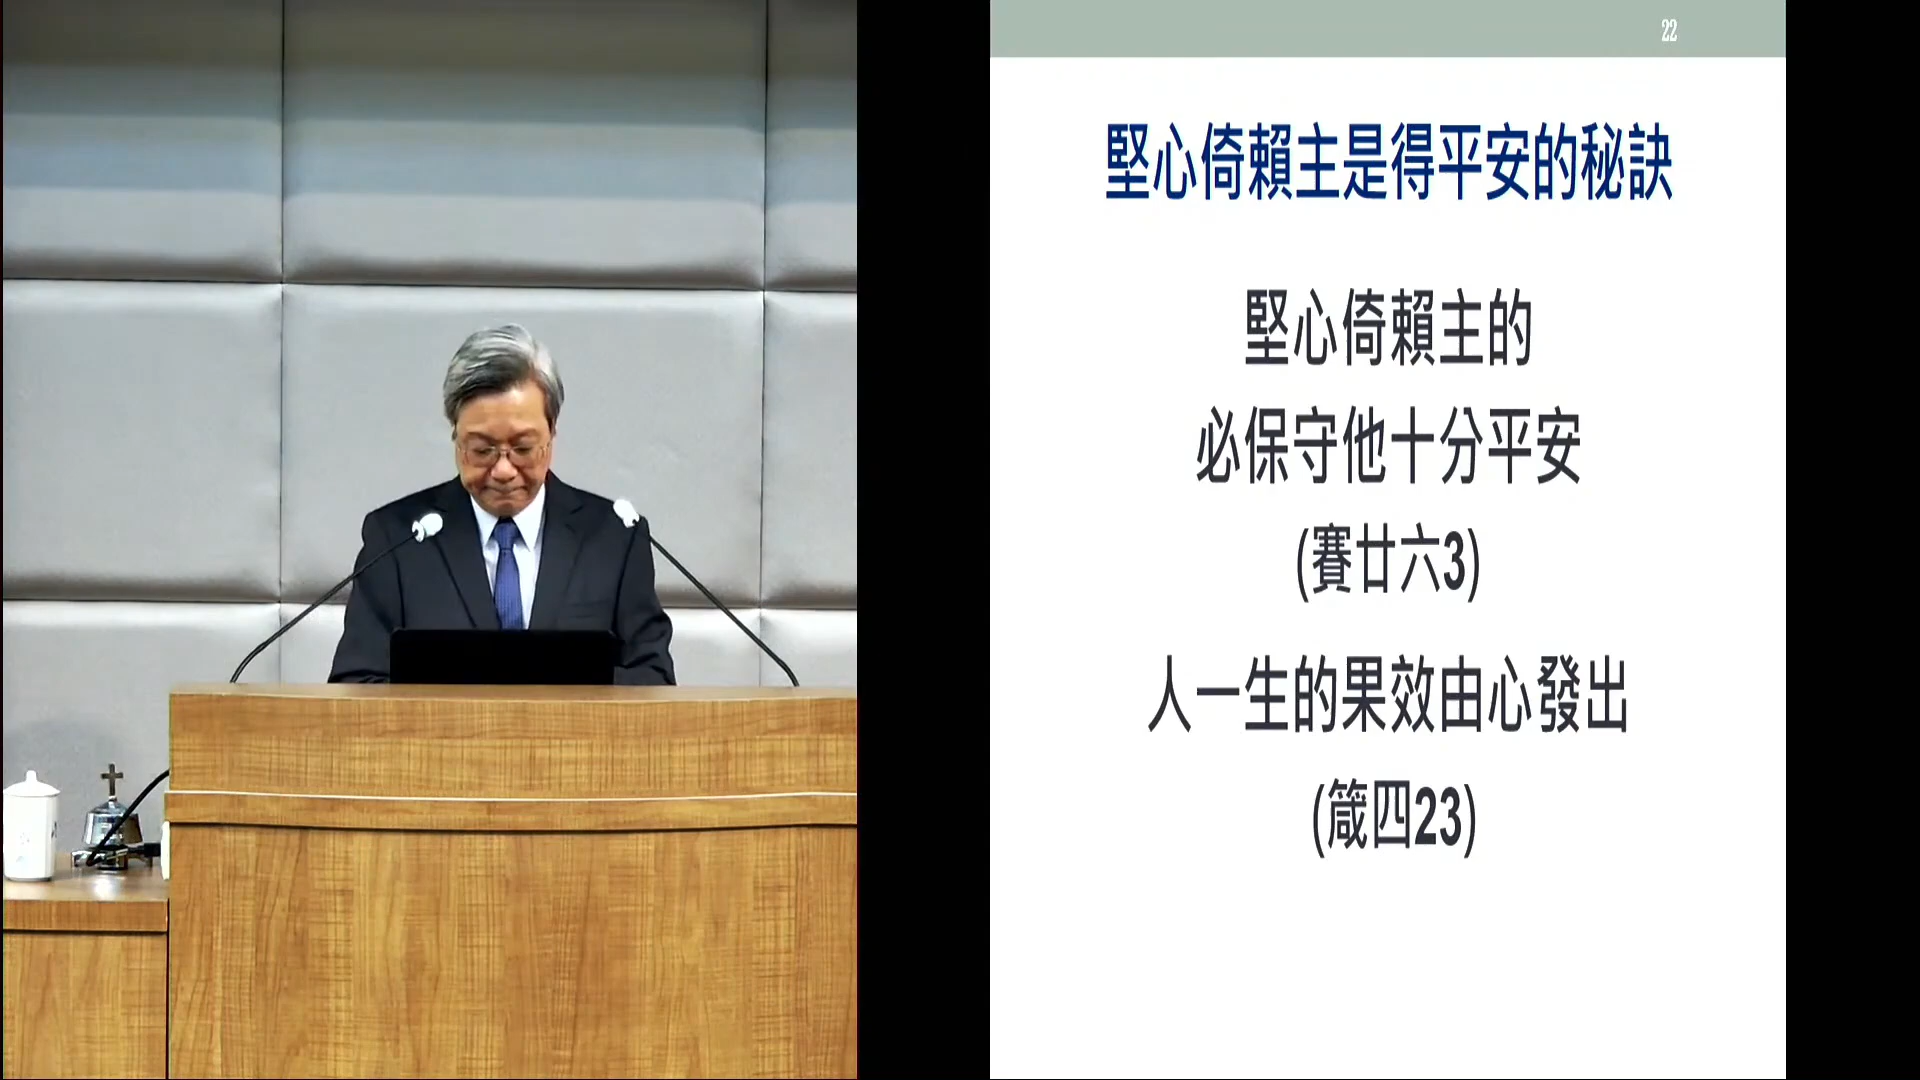 22
堅心倚賴主是得平安的秘訣
堅心倚賴主的
必保守他十分平安
(賽廿六3)
人一生的果效由心發出
(箴四23)